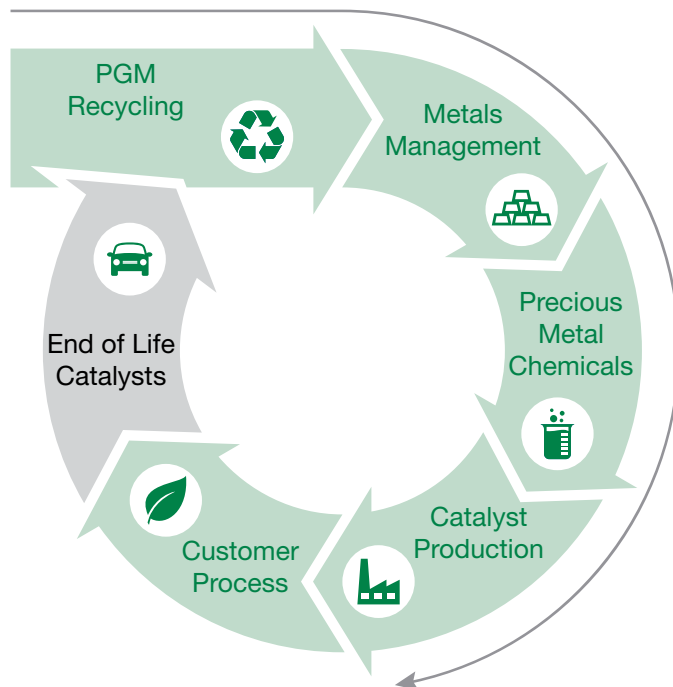 PGM
Recycling
Metals
Management
Precious
Metal
Chemicals
Catalyst
Production
Customer
Process
End of Life
Catalysts